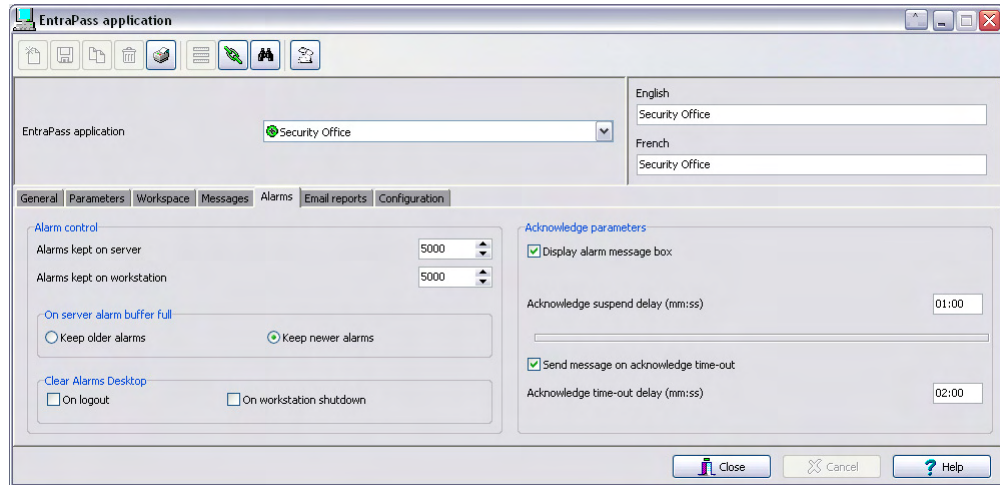 EntraPass application
English
Security Office
EntraPass application
Security Office
French
Security Office
General Parameters Workspace Messages Alarms Email reports Configuration
Alarm control
Alarms kept on server 5000
Alarms kept on workstation 5000
On server alarm buffer full
Keep older alarms Keep newer alarms
Clear Alarms Desktop
On logout On workstation shutdown
Acknowledge parameters
Display alarm message box
Acknowledge suspend delay (mm:ss) 01:00
Send message on acknowledge time-out
Acknowledge time-out delay (mm:ss) 02:00
Close Cancel Help